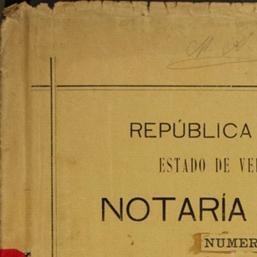 REPÚBLICA
ESTADO DE VE
NOTARÍA
NUMER